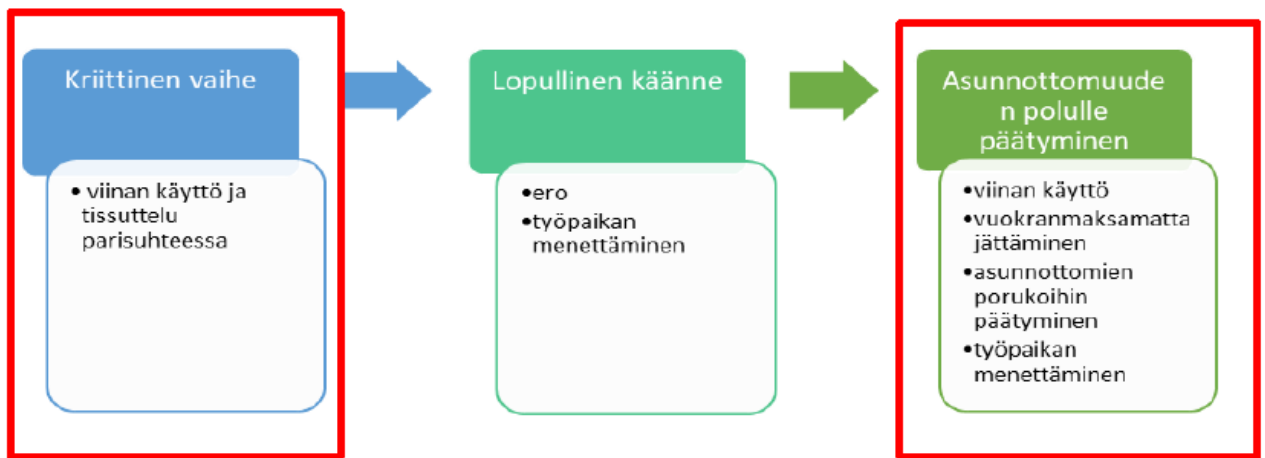 Kriittinen vaihe
• viinan käyttö ja
tissuttelu
parisuhteessa
Lopullinen käänne
•ero
•työpaikan
menettäminen
Asunnottomuude
n polulle
päätyminen
•viinan käyttö
•vuokranmaksamatta
jättäminen
•asunnottomien
porukoihin
päätyminen
•työpaikan
menettäminen